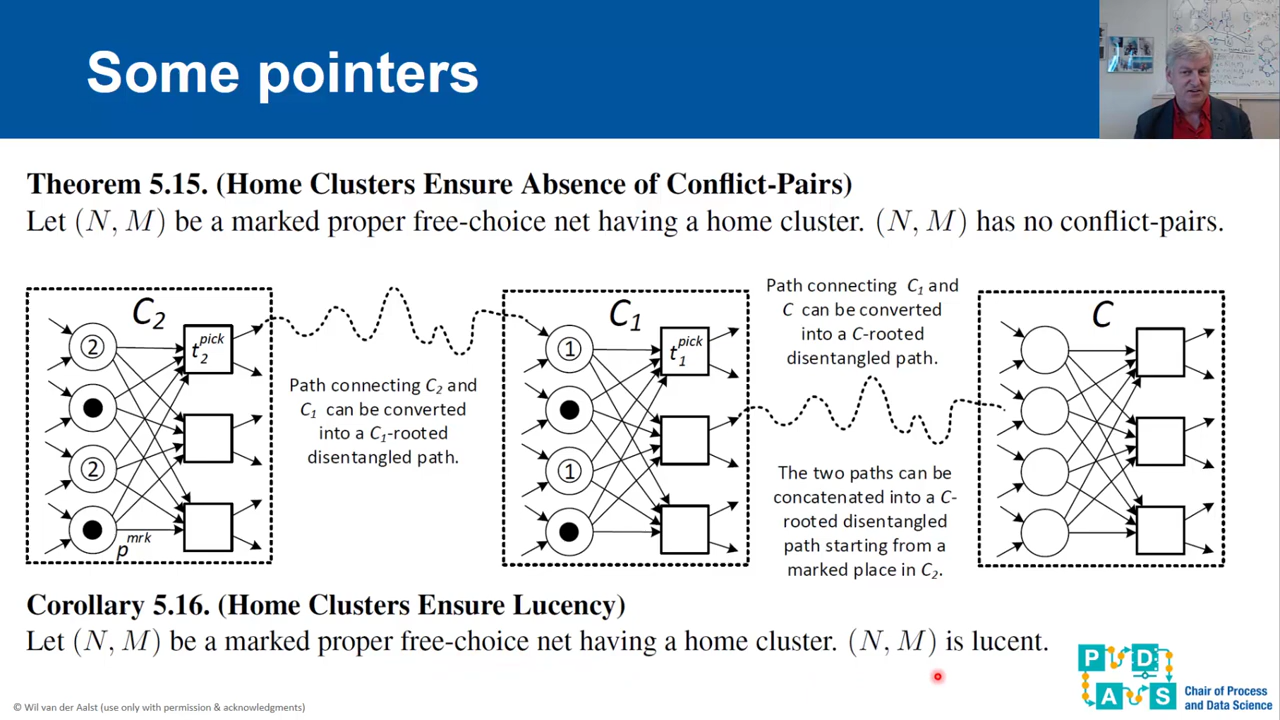 Some pointers
Theorem 5.15. (Home Clusters Ensure Absence of Conflict-Pairs)
Let (N, M) be a marked proper free-choice net having a home cluster. (N, M) has no conflict-pairs.
C₂
2
t₂ᵖⁱᶜᵏ
2
pᵐʳᵏ
Path connecting C₂ and
C₁ can be converted
into a C₁-rooted
disentangled path.
C₁
1
t₁ᵖⁱᶜᵏ
1
Path connecting C₁ and
C can be converted
into a C-rooted
disentangled path.
The two paths can be
concatenated into a C-
rooted disentangled
path starting from a
marked place in C₂.
C
Corollary 5.16. (Home Clusters Ensure Lucency)
Let (N, M) be a marked proper free-choice net having a home cluster. (N, M) is lucent.
© Wil van der Aalst (use only with permission & acknowledgments)
P D
A S
Chair of Process
and Data Science